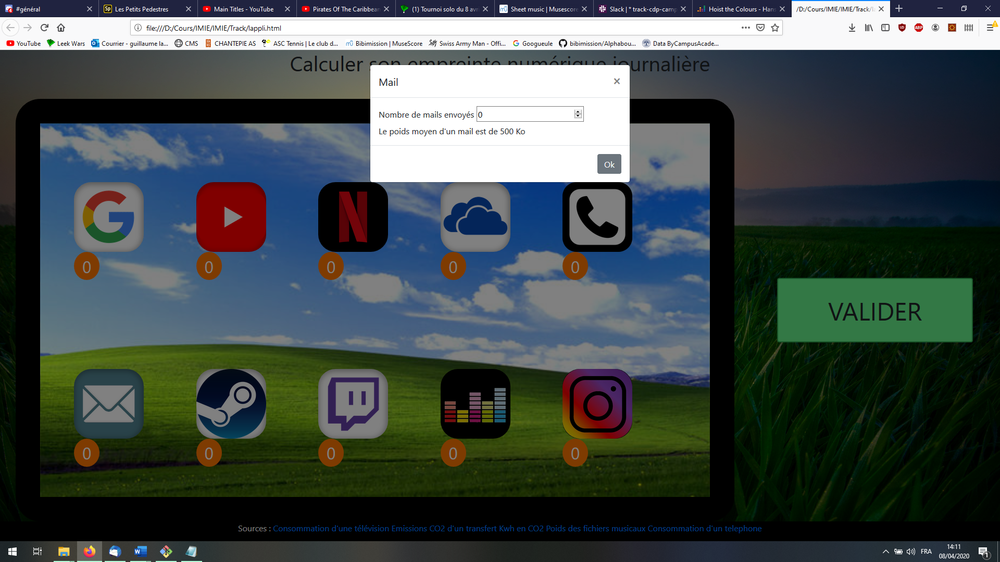 #général
Les Petits Pedestres
Main Titles - YouTube
Pirates Of The Caribbean
(1) Tournoi solo du 8 avri
Sheet music | Musescore
Slack | * track-cdp-camp
Hoist the Colours - Hans
/D:/Cours/IMIE/IMIE/Track/la
file:///D:/Cours/IMIE/IMIE/Track/lappli.html
YouTube
Leek Wars
Courrier - guillaume la...
CMS
CHANTEPIE AS
ASC Tennis | Le club d...
Bibimission | MuseScore
Swiss Army Man - Offi...
Googueule
bibimission/Alphabou...
Data ByCampusAcade...
Calculer son empreinte numérique journalière
Mail ×
Nombre de mails envoyés 0
Le poids moyen d'un mail est de 500 Ko
Ok
0 0 0 0 0
VALIDER
0 0 0 0 0
Sources : Consommation d'une télévision Emissions CO2 d'un transfert Kwh en CO2 Poids des fichiers musicaux Consommation d'un telephone
FRA
14:11
08/04/2020
1